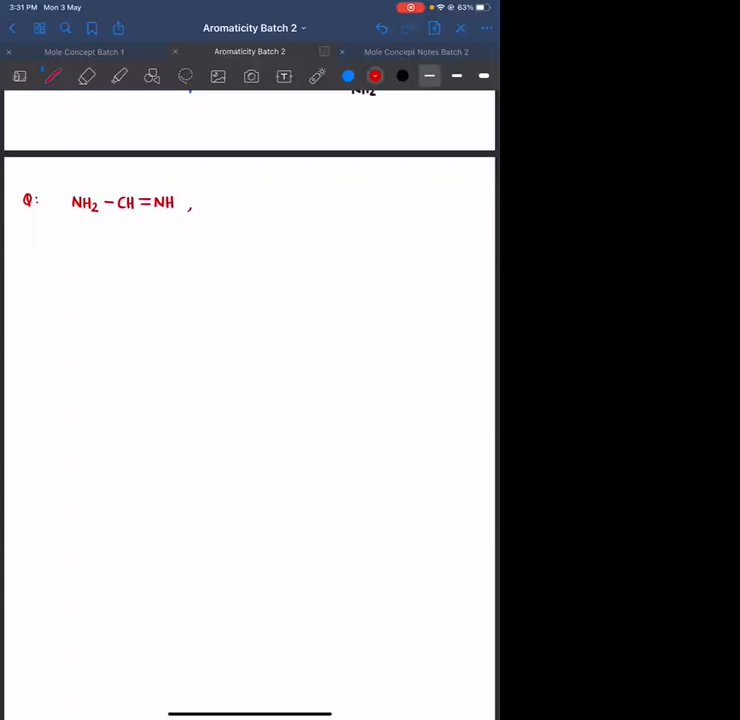 3:31 PM Mon 3 May
63%
Aromaticity Batch 2
Mole Concept Batch 1
Aromaticity Batch 2
Mole Concept Notes Batch 2
NH2
Q: NH2 - CH = NH ,